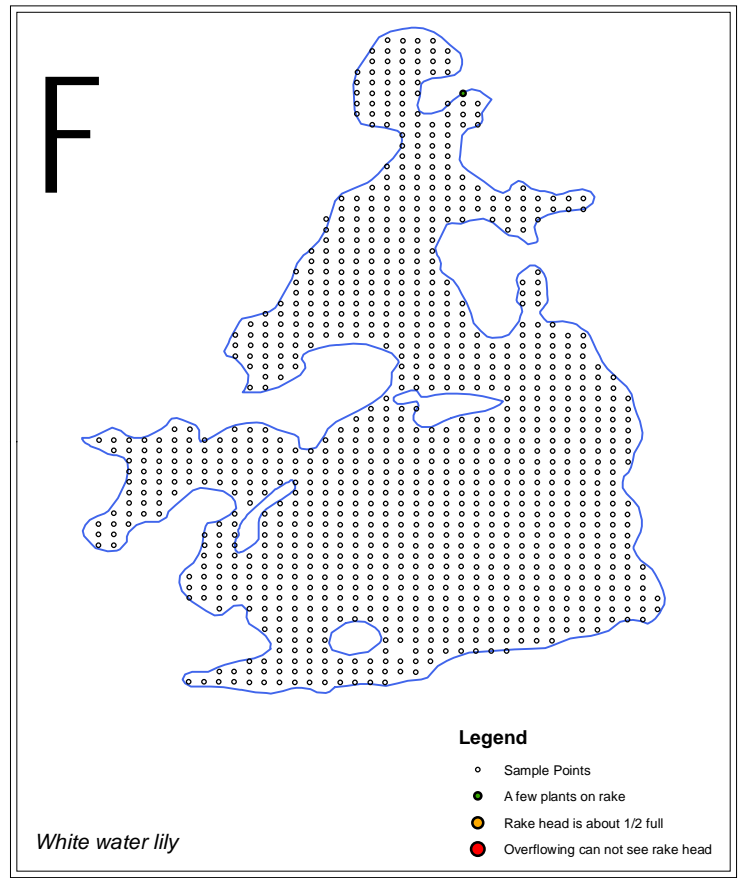 F
Legend
Sample Points
A few plants on rake
Rake head is about 1/2 full
Overflowing can not see rake head
White water lily